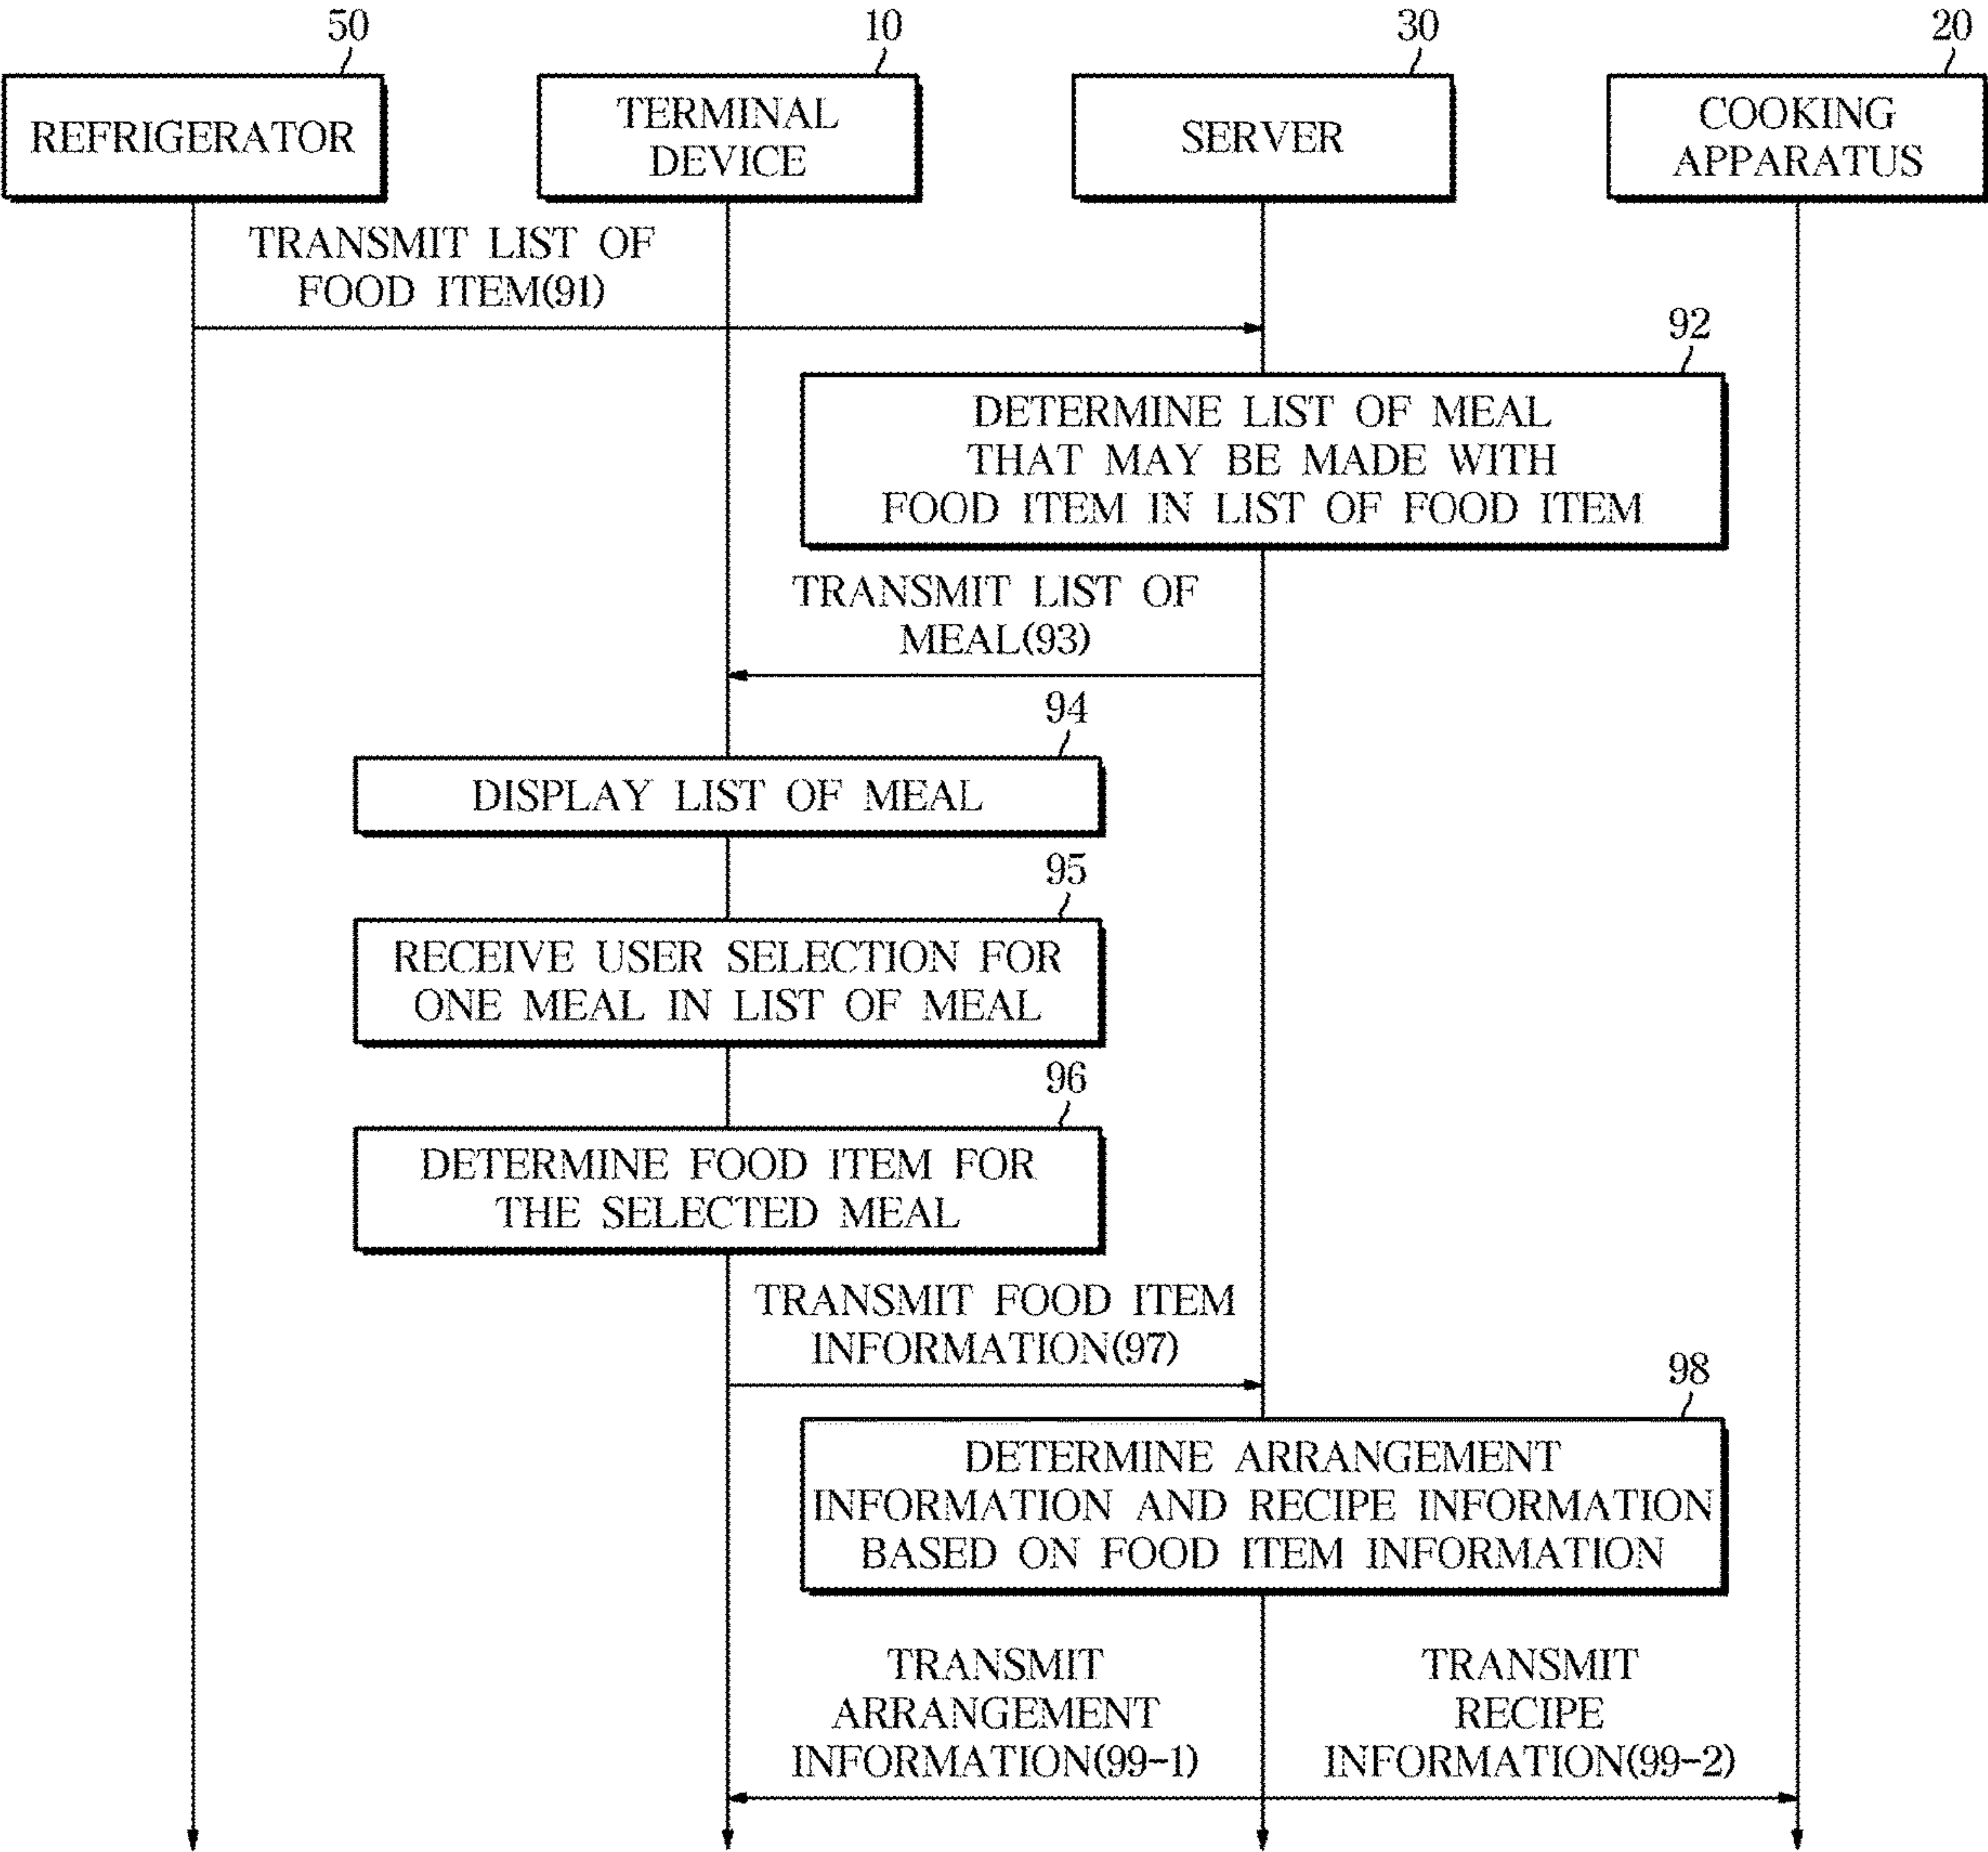 50
10
30
20
REFRIGERATOR
TERMINAL
DEVICE
SERVER
COOKING
APPARATUS
TRANSMIT LIST OF
FOOD ITEM(91)
92
DETERMINE LIST OF MEAL
THAT MAY BE MADE WITH
FOOD ITEM IN LIST OF FOOD ITEM
TRANSMIT LIST OF
MEAL(93)
94
DISPLAY LIST OF MEAL
95
RECEIVE USER SELECTION FOR
ONE MEAL IN LIST OF MEAL
96
DETERMINE FOOD ITEM FOR
THE SELECTED MEAL
TRANSMIT FOOD ITEM
INFORMATION(97)
98
DETERMINE ARRANGEMENT
INFORMATION AND RECIPE INFORMATION
BASED ON FOOD ITEM INFORMATION
TRANSMIT
ARRANGEMENT
INFORMATION(99-1)
TRANSMIT
RECIPE
INFORMATION(99-2)